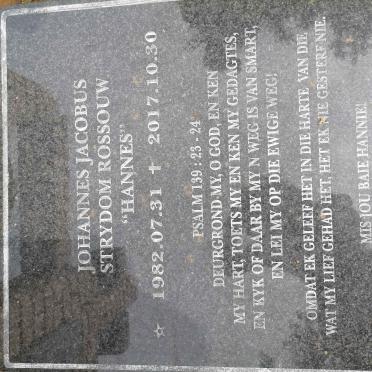 JOHANNES JACOBUS
STRYDOM ROSSOUW
"HANNES"
☆ 1982.07.31 ✝ 2017.10.30
PSALM 139 : 23 - 24
DEURGROND MY, O GOD, EN KEN
MY HART, TOETS MY EN KEN MY GEDAGTES,
EN KYK OF DAAR BY MY 'N WEG IS VAN SMART,
EN LEI MY OP DIE EWIGE WEG!
OMDAT EK GELEEF HET IN DIE HARTE VAN DIE
WAT MY LIEF GEHAD HET, HET EK NIE GESTERF NIE.
MIS JOU BAIE HANNIE!